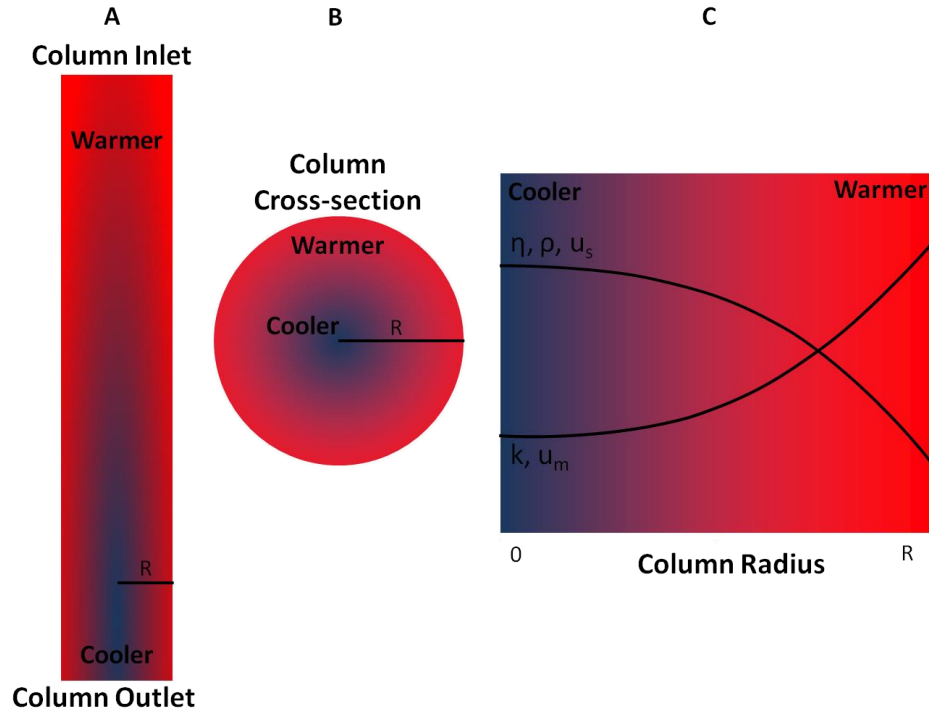 A
Column Inlet
Warmer
R
Cooler
Column Outlet
B
Column
Cross-section
Warmer
Cooler
R
C
Cooler
Warmer
η, ρ, uₛ
k, uₘ
0
R
Column Radius